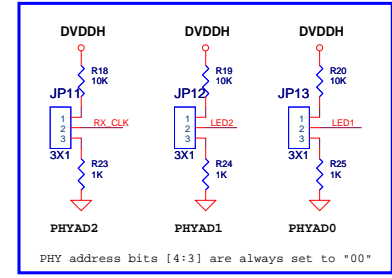 DVDDH DVDDH DVDDH
R18 R19 R20
10K 10K 10K
JP11 JP12 JP13
1 1 1
2 RX_CLK 2 LED2 2 LED1
3 3 3
3X1 3X1 3X1
R23 R24 R25
1K 1K 1K
PHYAD2 PHYAD1 PHYAD0
PHY address bits [4:3] are always set to "00"